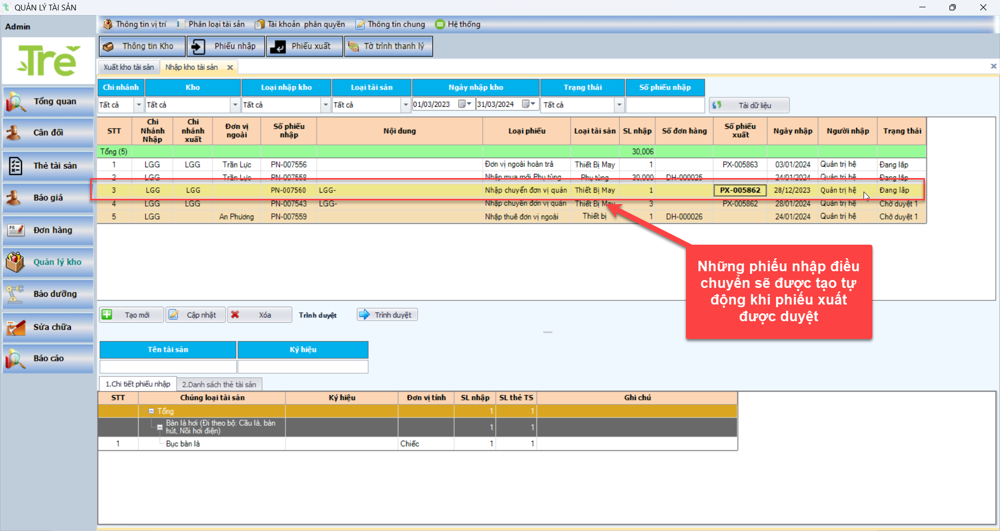 QUẢN LÝ TÀI SẢN
Admin
Thông tin vị trí Phân loại tài sản Tài khoản phân quyền Thông tin chung Hệ thống
Tre
Thông tin Kho Phiếu nhập Phiếu xuất Tờ trình thanh lý
Xuất kho tài sản Nhập kho tài sản
Chi nhánh Kho Loại nhập kho Loại tài sản Ngày nhập kho Trạng thái Số phiếu nhập
Tất cả Tất cả Tất cả Tất cả 01/03/2023 31/03/2024 Tất cả Tải dữ liệu
Tổng quan
Cân đối
Thẻ tài sản
Báo giá
Đơn hàng
Quản lý kho
Bảo dưỡng
Sửa chữa
Báo cáo
STT Chi Nhánh Nhập Chi nhánh xuất Đơn vị ngoài Số phiếu nhập Nội dung Loại phiếu Loại tài sản SL nhập Số đơn hàng Số phiếu xuất Ngày nhập Người nhập Trạng thái
Tổng (5) 30,006
1 LGG LGG Trần Lực PN-007556 Đơn vị ngoài hoàn trả Thiết Bị May 1 PX-005863 03/01/2024 Quản trị hệ Đang lập
2 LGG Trần Lực PN-007558 Nhập mua mới Phụ tùng Phụ tùng 30,000 DH-000025 24/01/2024 Quản trị hệ Đang lập
3 LGG LGG PN-007560 LGG- Nhập chuyển đơn vị quản Thiết Bị May 1 PX-005862 28/12/2023 Quản trị hệ Đang lập
4 LGG LGG PN-007543 LGG- Nhập chuyển đơn vị quản Thiết Bị May 3 PX-005862 28/01/2024 Quản trị hệ Chờ duyệt 1
5 LGG An Phương PN-007559 Nhập thuê đơn vị ngoài Thiết bị 1 DH-000026 24/01/2024 Quản trị hệ Chờ duyệt 1
Những phiếu nhập điều
chuyển sẽ được tạo tự
động khi phiếu xuất
được duyệt
Tạo mới Cập nhật Xóa Trình duyệt Trình duyệt
Tên tài sản Ký hiệu
1.Chi tiết phiếu nhập 2.Danh sách thẻ tài sản
STT Chủng loại tài sản Ký hiệu Đơn vị tính SL nhập SL thẻ TS Ghi chú
Tổng 1 1
Bàn là hơi (Đi theo bộ: Cầu là, bàn
hút, Nồi hơi điện) 1 1
1 Bục bàn là Chiếc 1 1